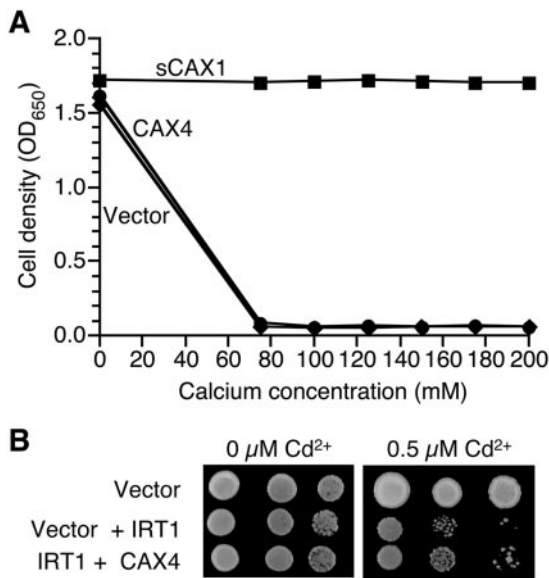 A
2.0
1.5
1.0
0.5
0.0
Cell density (OD₆₅₀)
sCAX1
CAX4
Vector
0 20 40 60 80 100 120 140 160 180 200
Calcium concentration (mM)
B
0 µM Cd²⁺ 0.5 µM Cd²⁺
Vector
Vector + IRT1
IRT1 + CAX4